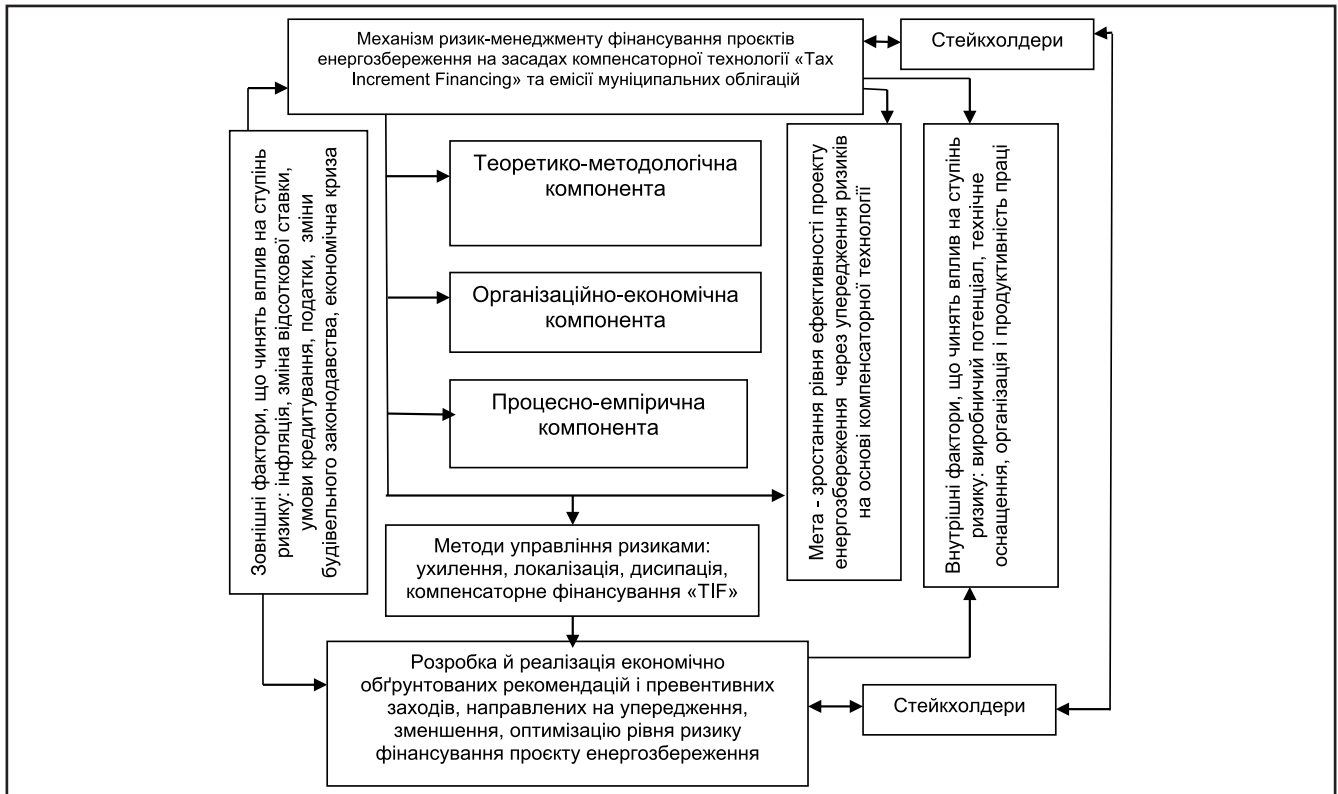 Механізм ризик-менеджменту фінансування проєктів
енергозбереження на засадах компенсаторної технології «Tax
Increment Financing» та емісії муніципальних облігацій
Стейкхолдери
Зовнішні фактори, що чинять вплив на ступінь
ризику: інфляція, зміна відсоткової ставки,
умови кредитування, податки, зміни
будівельного законодавства, економічна криза
Теоретико-методологічна
компонента
Організаційно-економічна
компонента
Процесно-емпірична
компонента
Мета - зростання рівня ефективності проекту
енергозбереження через упередження ризиків
на основі компенсаторної технології
Внутрішні фактори, що чинять вплив на ступінь
ризику: виробничий потенціал, технічне
оснащення, організація і продуктивність праці
Методи управління ризиками:
ухилення, локалізація, дисипація,
компенсаторне фінансування «TIF»
Розробка й реалізація економічно
обґрунтованих рекомендацій і превентивних
заходів, направлених на упередження,
зменшення, оптимізацію рівня ризику
фінансування проєкту енергозбереження
Стейкхолдери